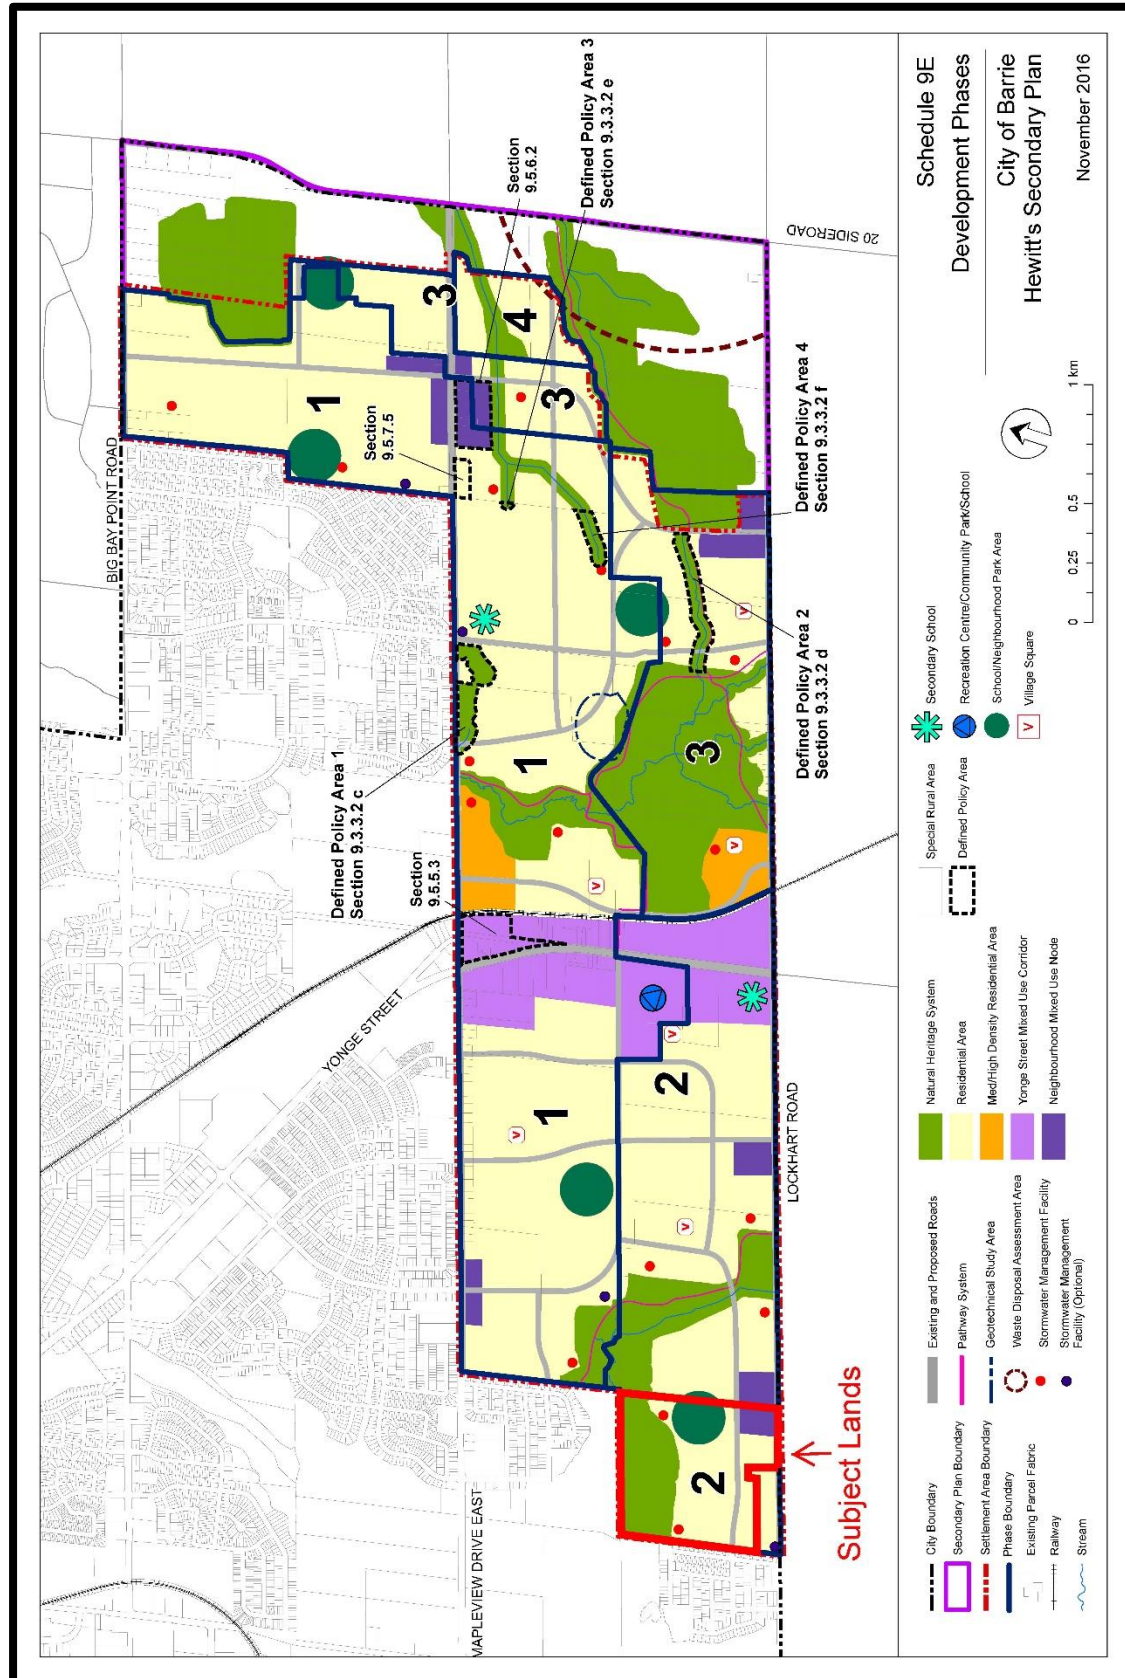 Schedule 9E
Development Phases
City of Barrie
Hewitt's Secondary Plan
November 2016
BIG BAY POINT ROAD
20 SIDEROAD
MAPLEVIEW DRIVE EAST
YONGE STREET
LOCKHART ROAD
Defined Policy Area 3
Section 9.3.3.2 e
Section
9.5.6.2
Section
9.5.7.5
Defined Policy Area 4
Section 9.3.3.2 f
Defined Policy Area 2
Section 9.3.3.2 d
Defined Policy Area 1
Section 9.3.3.2 c
Section
9.5.5.3
1
3
4
3
1
3
1
2
2
V
V
V
V
V
V
V
Subject Lands
City Boundary
Secondary Plan Boundary
Settlement Area Boundary
Phase Boundary
Existing Parcel Fabric
Railway
Stream
Existing and Proposed Roads
Pathway System
Geotechnical Study Area
Waste Disposal Assessment Area
Stormwater Management Facility
Stormwater Management
Facility (Optional)
Natural Heritage System
Residential Area
Med/High Density Residential Area
Yonge Street Mixed Use Corridor
Neighbourhood Mixed Use Node
Special Rural Area
Defined Policy Area
Secondary School
Recreation Centre/Community Park/School
School/Neighbourhood Park Area
V
Village Square
0 0.25 0.5 1 km